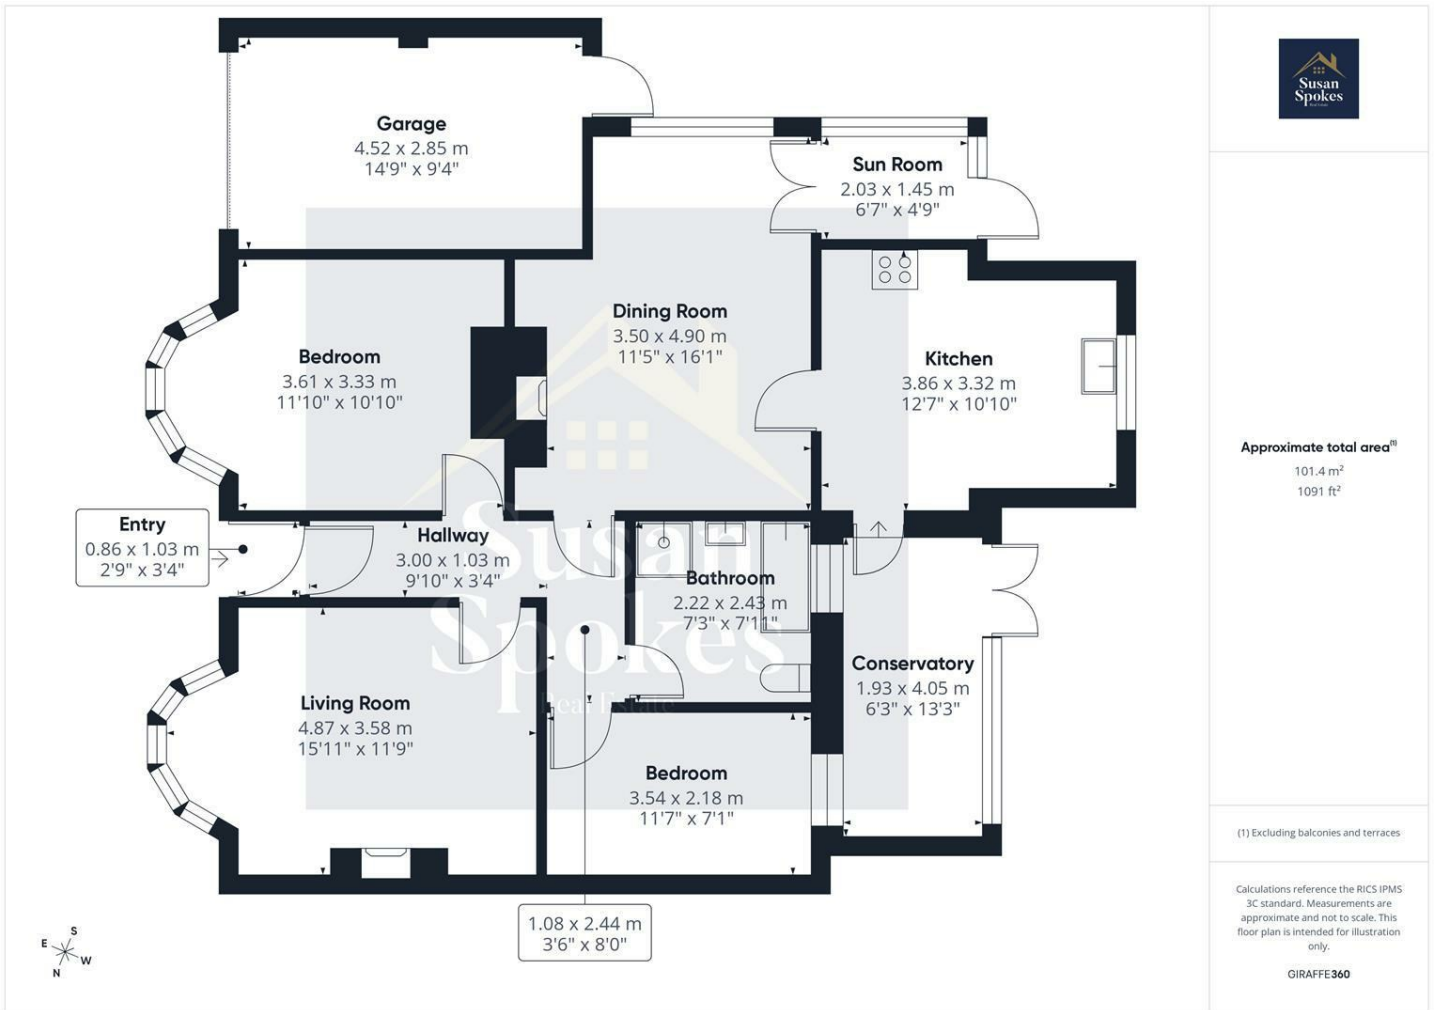 Garage
4.52 x 2.85 m
14'9" x 9'4"
Sun Room
2.03 x 1.45 m
6'7" x 4'9"
Dining Room
3.50 x 4.90 m
11'5" x 16'1"
Bedroom
3.61 x 3.33 m
11'10" x 10'10"
Kitchen
3.86 x 3.32 m
12'7" x 10'10"
Entry
0.86 x 1.03 m
2'9" x 3'4"
Hallway
3.00 x 1.03 m
9'10" x 3'4"
Bathroom
2.22 x 2.43 m
7'3" x 7'11"
Conservatory
1.93 x 4.05 m
6'3" x 13'3"
Living Room
4.87 x 3.58 m
15'11" x 11'9"
Bedroom
3.54 x 2.18 m
11'7" x 7'1"
1.08 x 2.44 m
3'6" x 8'0"
Susan
Spokes
Real Estate
S
E
W
N
Susan
Spokes
Real Estate
Approximate total area(1)
101.4 m²
1091 ft²
(1) Excluding balconies and terraces
Calculations reference the RICS IPMS
3C standard. Measurements are
approximate and not to scale. This
floor plan is intended for illustration
only.
GIRAFFE360